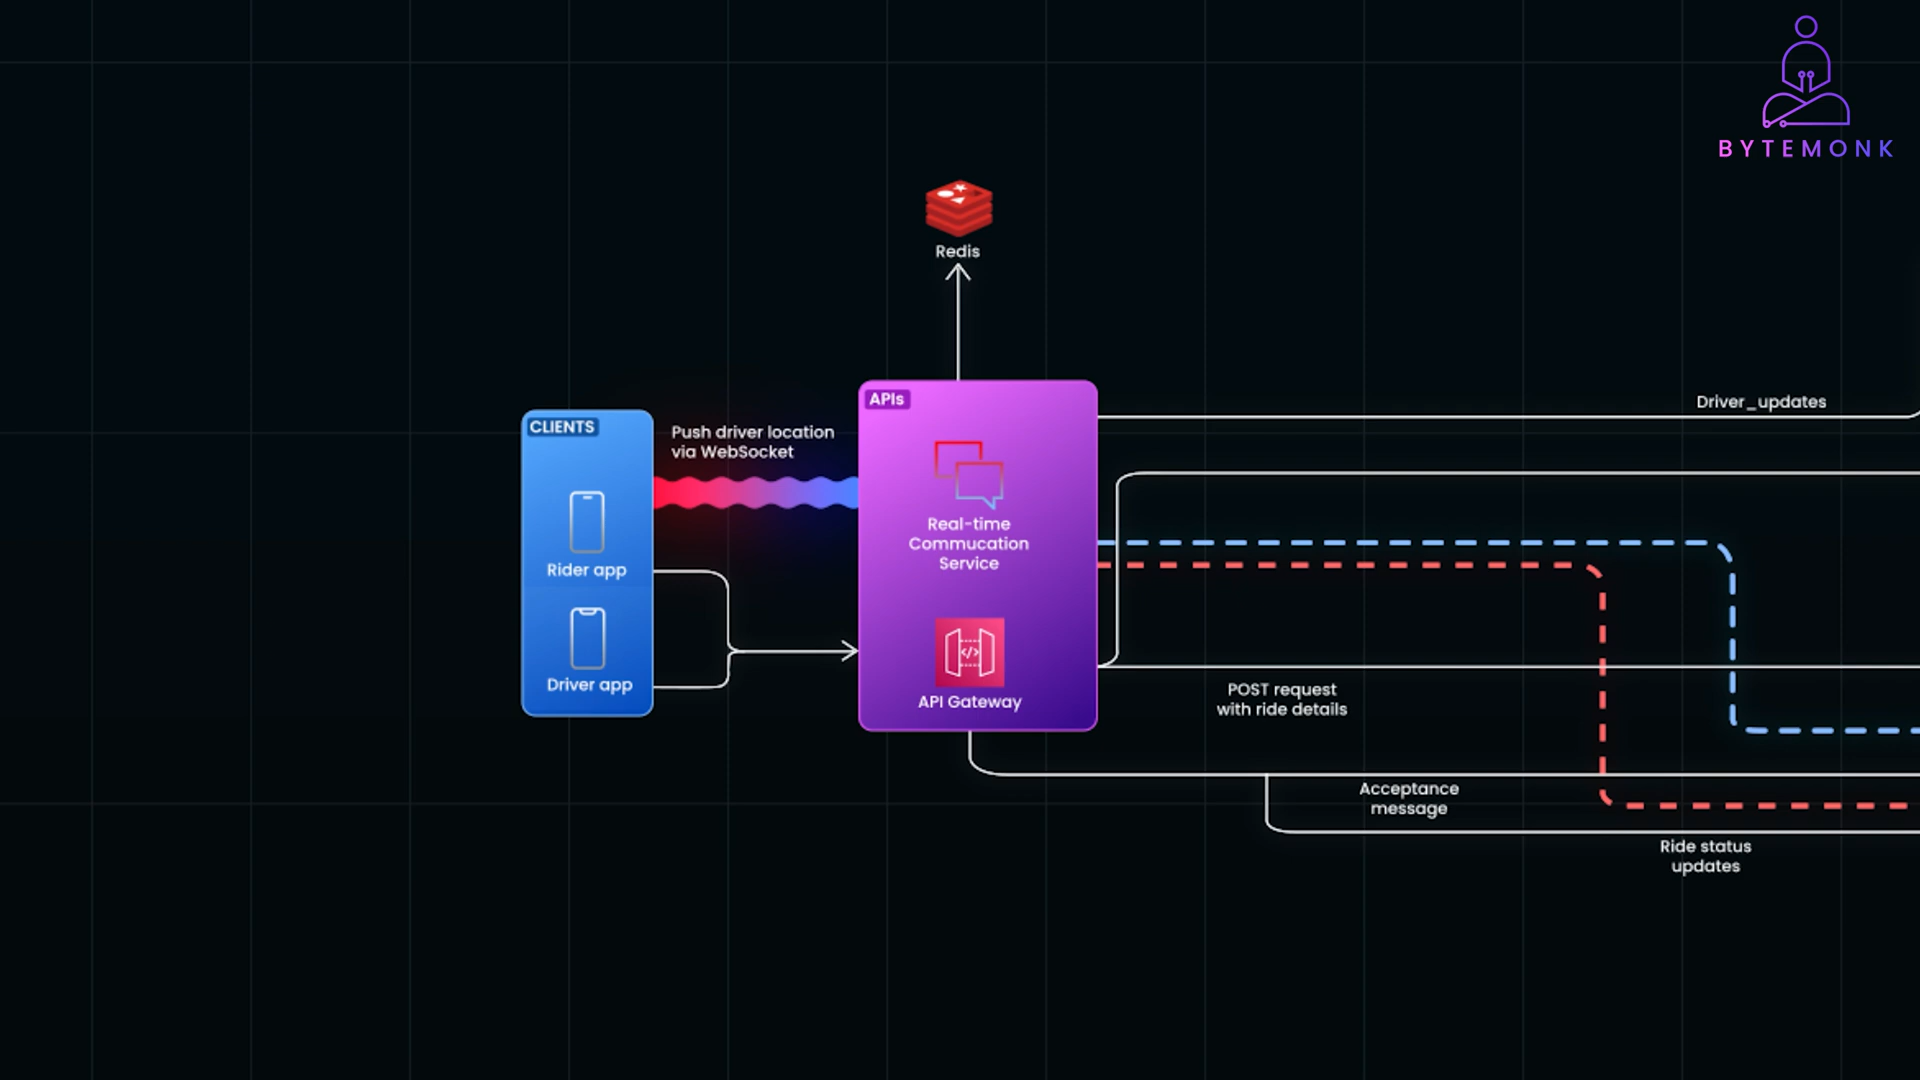 BYTEMONK
Redis
CLIENTS
Push driver location
via WebSocket
Rider app
Driver app
APIs
Real-time
Commucation
Service
API Gateway
Driver_updates
POST request
with ride details
Acceptance
message
Ride status
updates